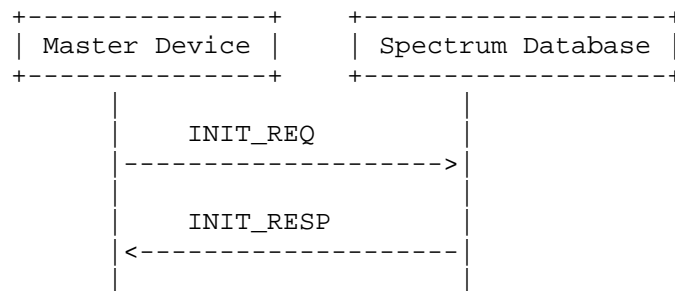 Master Device
Spectrum Database
INIT_REQ
INIT_RESP